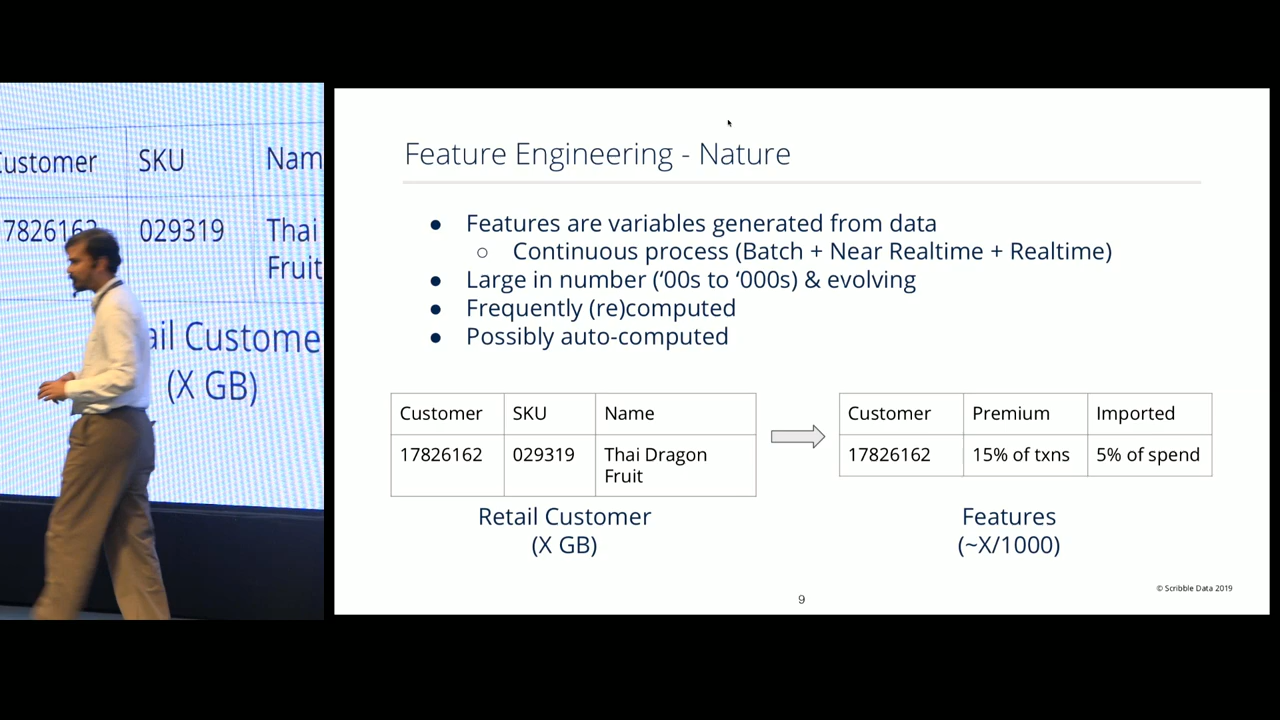 Customer SKU Nam
7826162 029319 Thai
Fruit
ail Custome
(X GB)
Feature Engineering - Nature
● Features are variables generated from data
○ Continuous process (Batch + Near Realtime + Realtime)
● Large in number (‘00s to ‘000s) & evolving
● Frequently (re)computed
● Possibly auto-computed
Customer SKU Name
17826162 029319 Thai Dragon
Fruit
Retail Customer
(X GB)
Customer Premium Imported
17826162 15% of txns 5% of spend
Features
(~X/1000)
© Scribble Data 2019
9